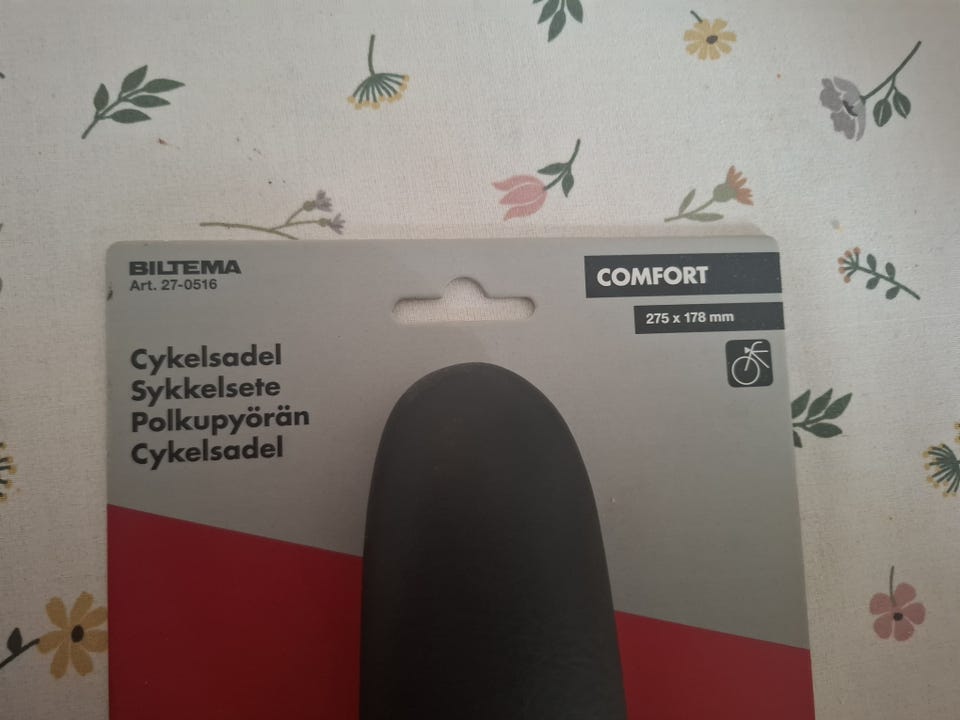 BILTEMA
Art. 27-0516
COMFORT
275 x 178 mm
Cykelsadel
Sykkelsete
Polkupyörän
Cykelsadel